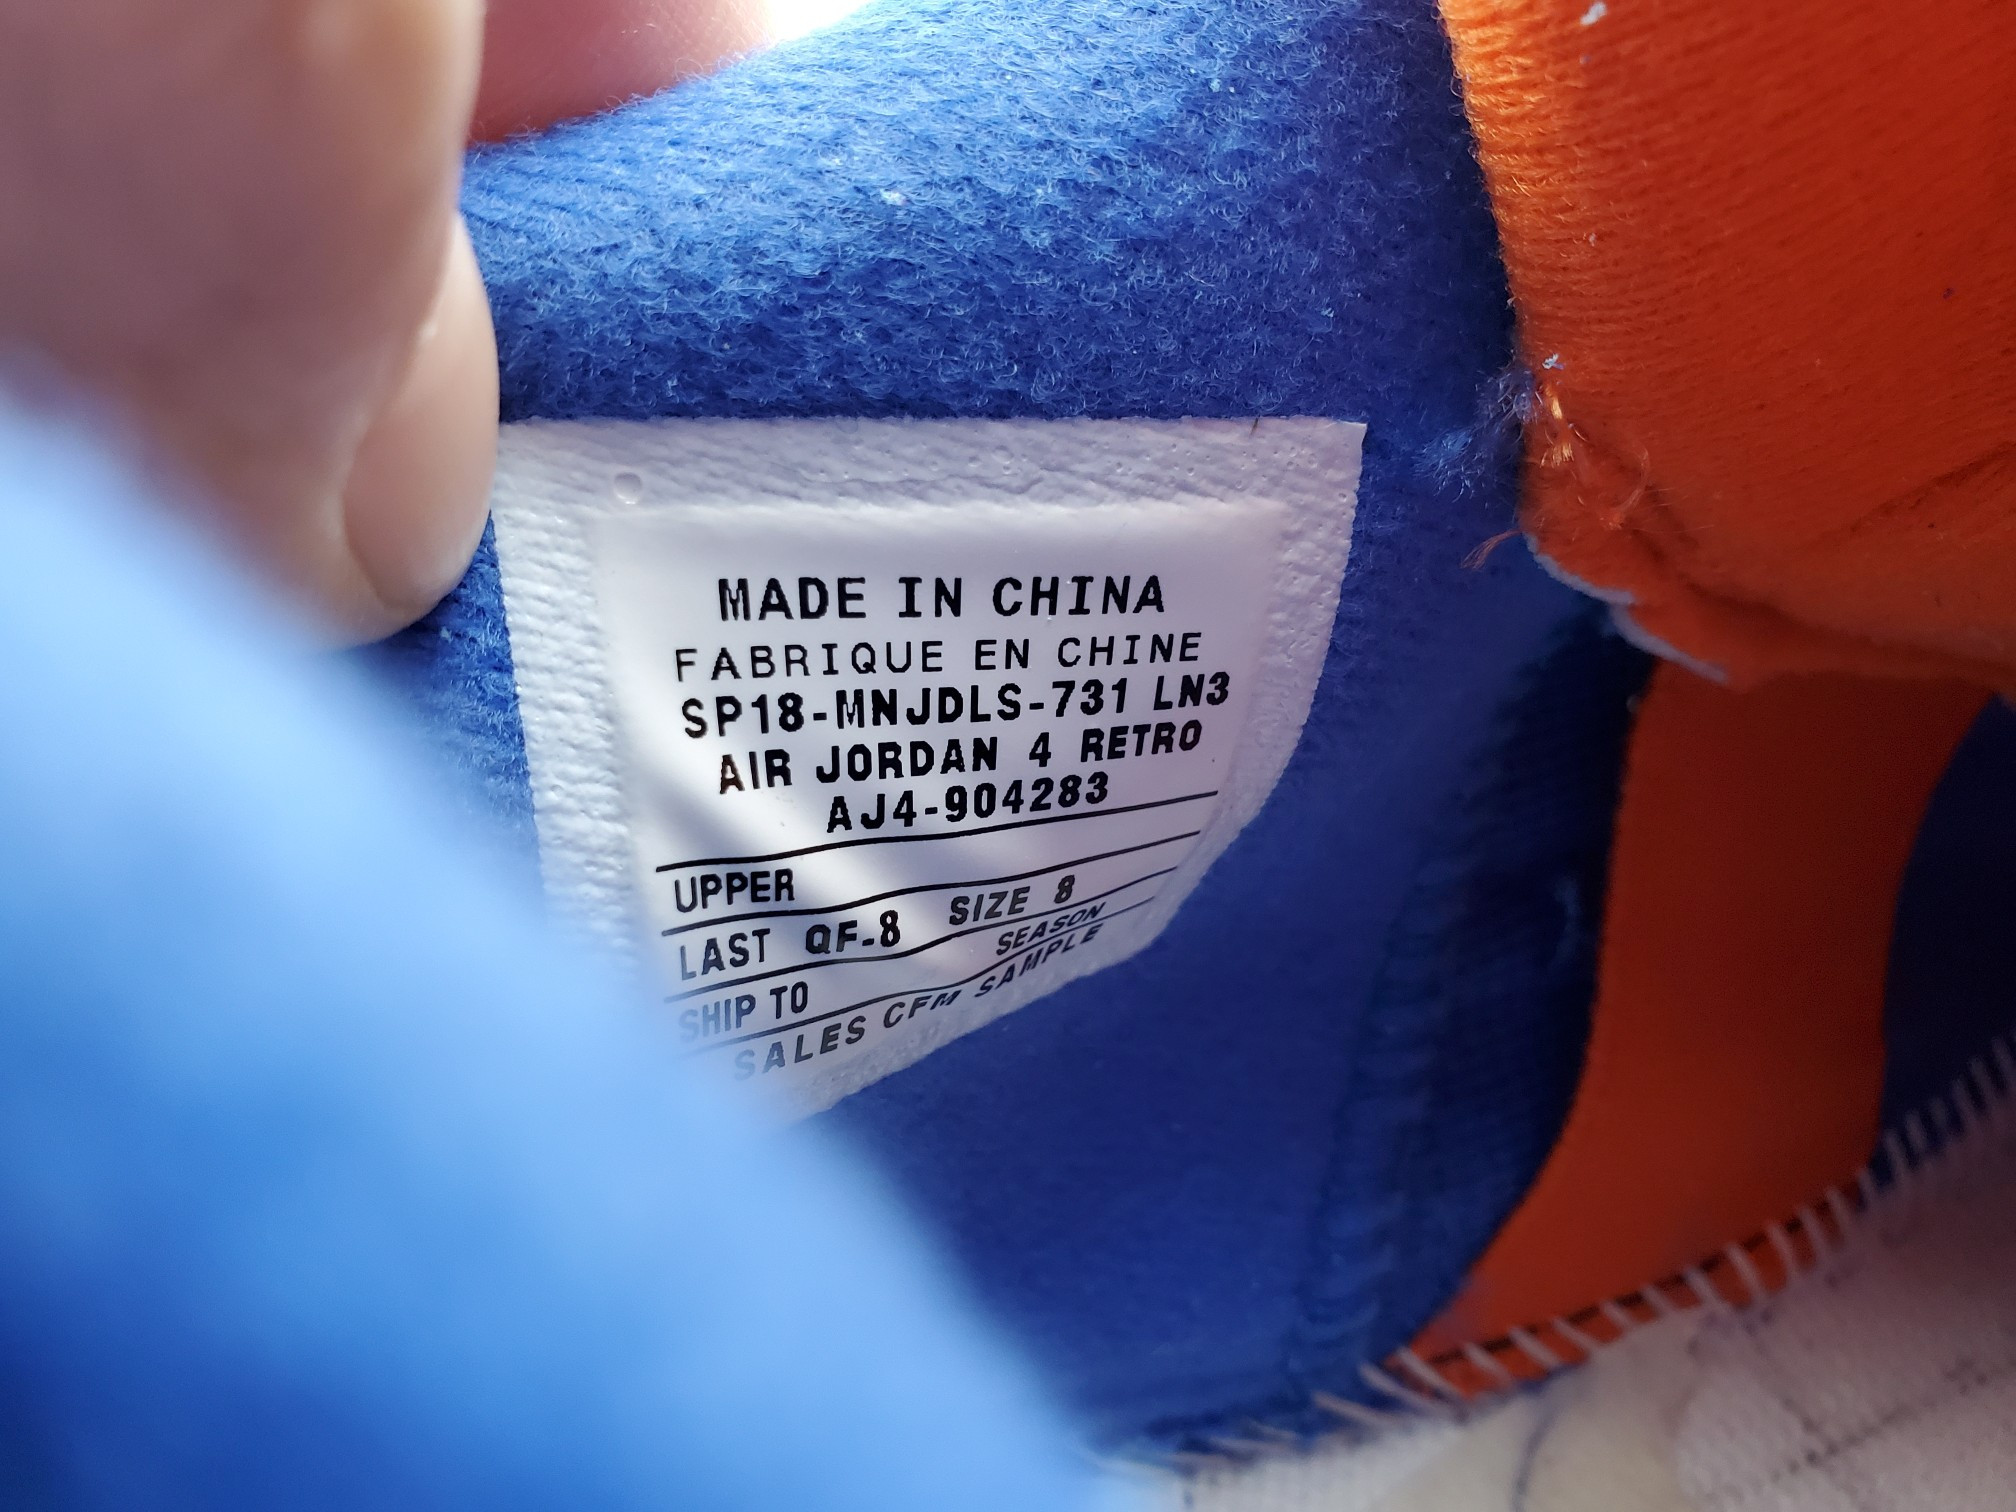 MADE IN CHINA
FABRIQUE EN CHINE
SP18-MNJDLS-731 LN3
AIR JORDAN 4 RETRO
AJ4-904283
UPPER
LAST QF-8 SIZE 8
SHIP TO SEASON
SALES CFM SAMPLE